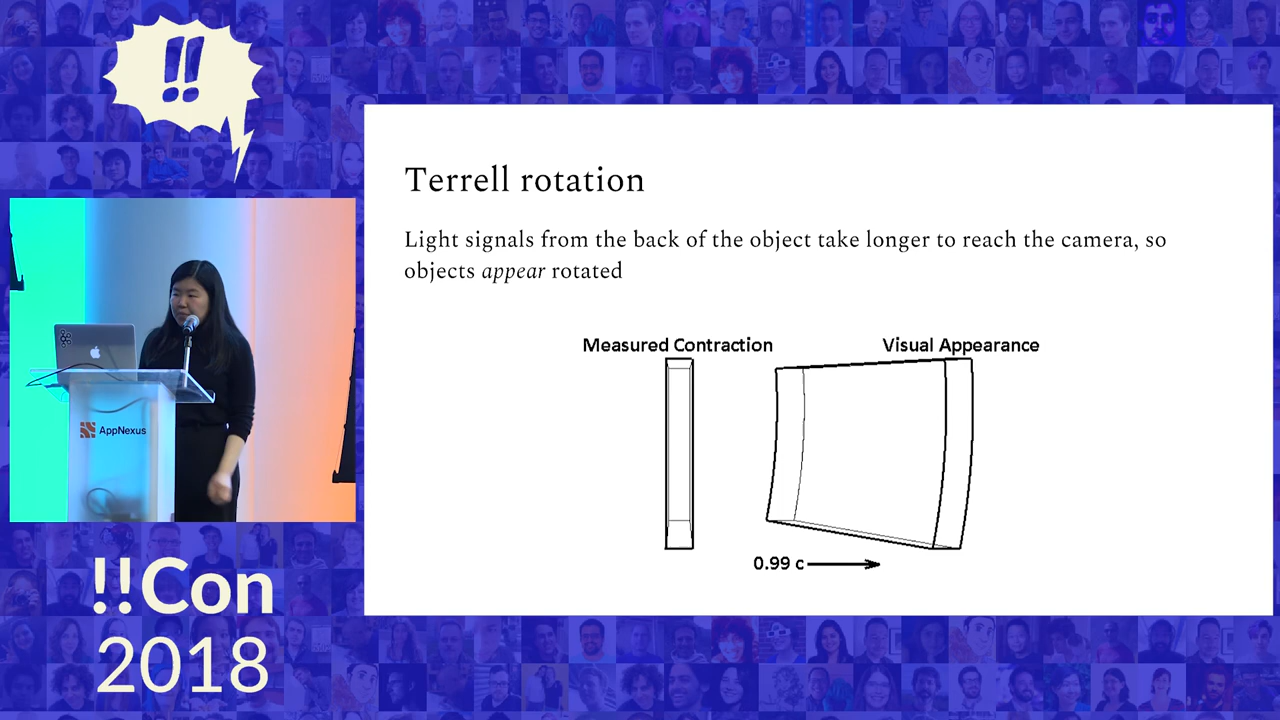 !!
Terrell rotation
Light signals from the back of the object take longer to reach the camera, so
objects appear rotated
Measured Contraction
Visual Appearance
0.99 c
AppNexus
!!Con
2018